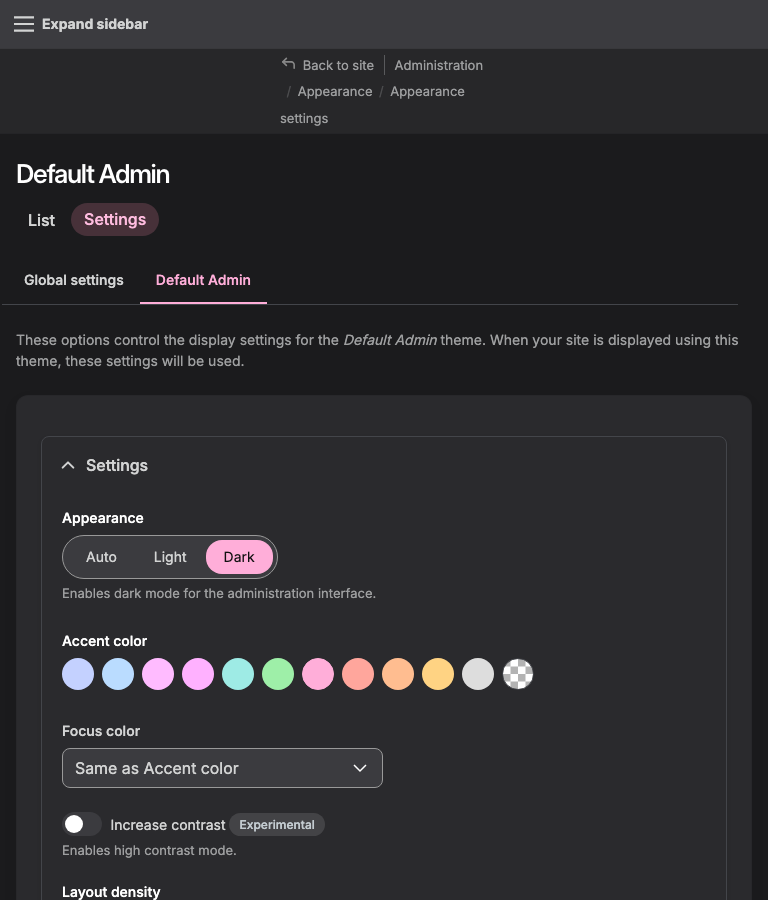 Expand sidebar
Back to site Administration
/ Appearance / Appearance
settings
Default Admin
List Settings
Global settings Default Admin
These options control the display settings for the Default Admin theme. When your site is displayed using this
theme, these settings will be used.
Settings
Appearance
Auto Light Dark
Enables dark mode for the administration interface.
Accent color
Focus color
Same as Accent color
Increase contrast Experimental
Enables high contrast mode.
Layout density